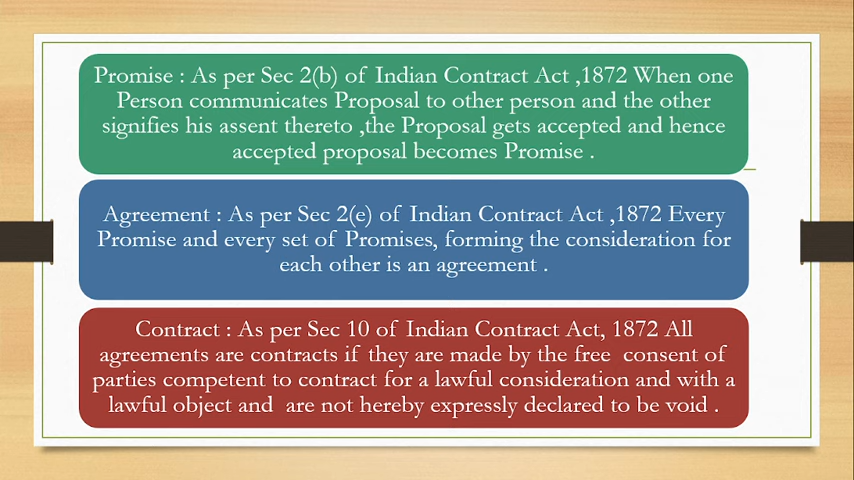 Promise : As per Sec 2(b) of Indian Contract Act ,1872 When one
Person communicates Proposal to other person and the other
signifies his assent thereto ,the Proposal gets accepted and hence
accepted proposal becomes Promise .
Agreement : As per Sec 2(e) of Indian Contract Act ,1872 Every
Promise and every set of Promises, forming the consideration for
each other is an agreement .
Contract : As per Sec 10 of Indian Contract Act, 1872 All
agreements are contracts if they are made by the free consent of
parties competent to contract for a lawful consideration and with a
lawful object and are not hereby expressly declared to be void .